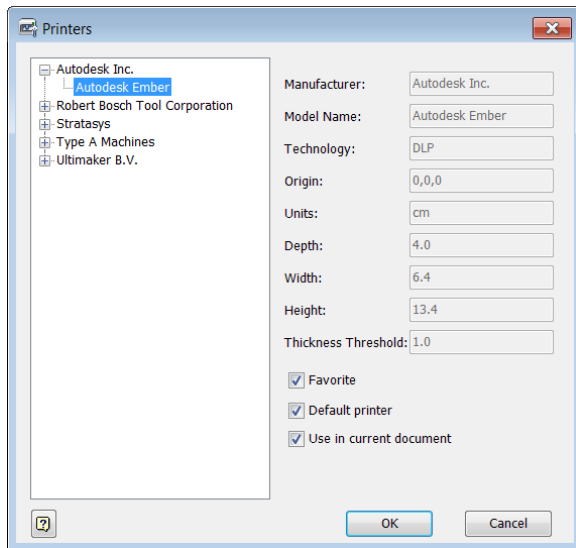 Printers
Autodesk Inc.
Autodesk Ember
Robert Bosch Tool Corporation
Stratasys
Type A Machines
Ultimaker B.V.
Manufacturer: Autodesk Inc.
Model Name: Autodesk Ember
Technology: DLP
Origin: 0,0,0
Units: cm
Depth: 4.0
Width: 6.4
Height: 13.4
Thickness Threshold: 1.0
Favorite
Default printer
Use in current document
?
OK Cancel